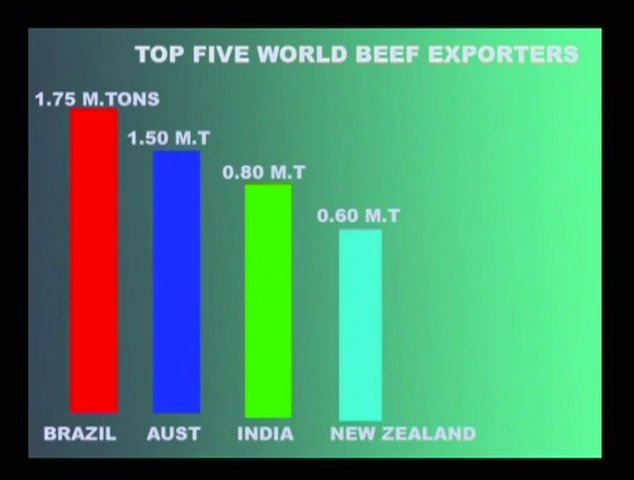 TOP FIVE WORLD BEEF EXPORTERS
1.75 M.TONS
1.50 M.T
0.80 M.T
0.60 M.T
BRAZIL AUST INDIA NEW ZEALAND